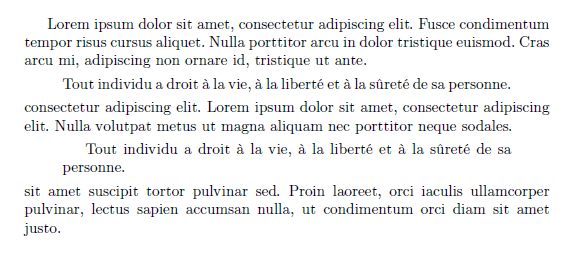 Lorem ipsum dolor sit amet, consectetur adipiscing elit. Fusce condimentum
tempor risus cursus aliquet. Nulla porttitor arcu in dolor tristique euismod. Cras
arcu mi, adipiscing non ornare id, tristique ut ante.
Tout individu a droit à la vie, à la liberté et à la sûreté de sa personne.
consectetur adipiscing elit. Lorem ipsum dolor sit amet, consectetur adipiscing
elit. Nulla volutpat metus ut magna aliquam nec porttitor neque sodales.
Tout individu a droit à la vie, à la liberté et à la sûreté de sa
personne.
sit amet suscipit tortor pulvinar sed. Proin laoreet, orci iaculis ullamcorper
pulvinar, lectus sapien accumsan nulla, ut condimentum orci diam sit amet
justo.